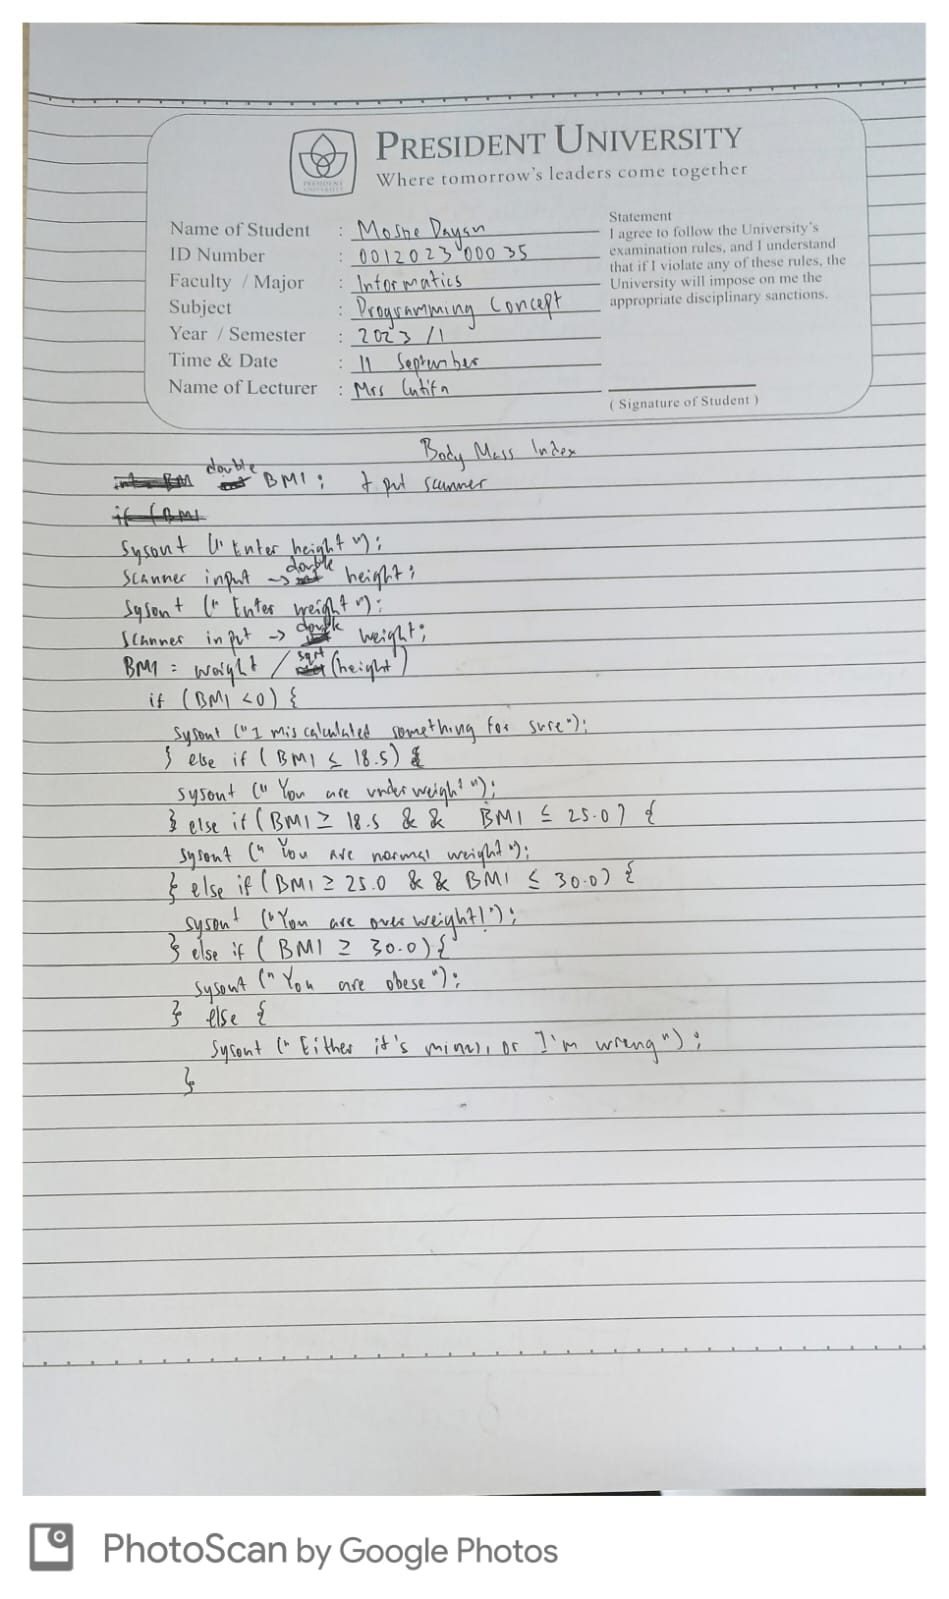 PRESIDENT UNIVERSITY
Where tomorrow's leaders come together
PRESIDENT UNIVERSITY
Name of Student : Moshe Dayan
ID Number : 001202300035
Faculty / Major : Informatics
Subject : Programming Concept
Year / Semester : 2023 / 1
Time & Date : 11 September
Name of Lecturer : Mrs Cutifa
Statement
I agree to follow the University's
examination rules, and I understand
that if I violate any of these rules, the
University will impose on me the
appropriate disciplinary sanctions.
( Signature of Student )
Body Mass Index
double BMI; + put scanner
Sysout ("Enter height");
Scanner input -> double height;
Sysout ("Enter weight");
Scanner input -> double weight;
BMI = weight / sqrt (height)
if (BMI <0) {
Sysout ("I miscalculated something for sure");
} else if (BMI ≤ 18.5) {
sysout ("You are underweight");
} else if (BMI ≥ 18.5 && BMI ≤ 25.0) {
sysout ("You are normal weight");
} else if (BMI ≥ 25.0 && BMI ≤ 30.0) {
sysout ("You are overweight!");
} else if (BMI ≥ 30.0) {
sysout ("You are obese");
} else {
Sysout ("Either it's minus, or I'm wrong");
}
PhotoScan by Google Photos